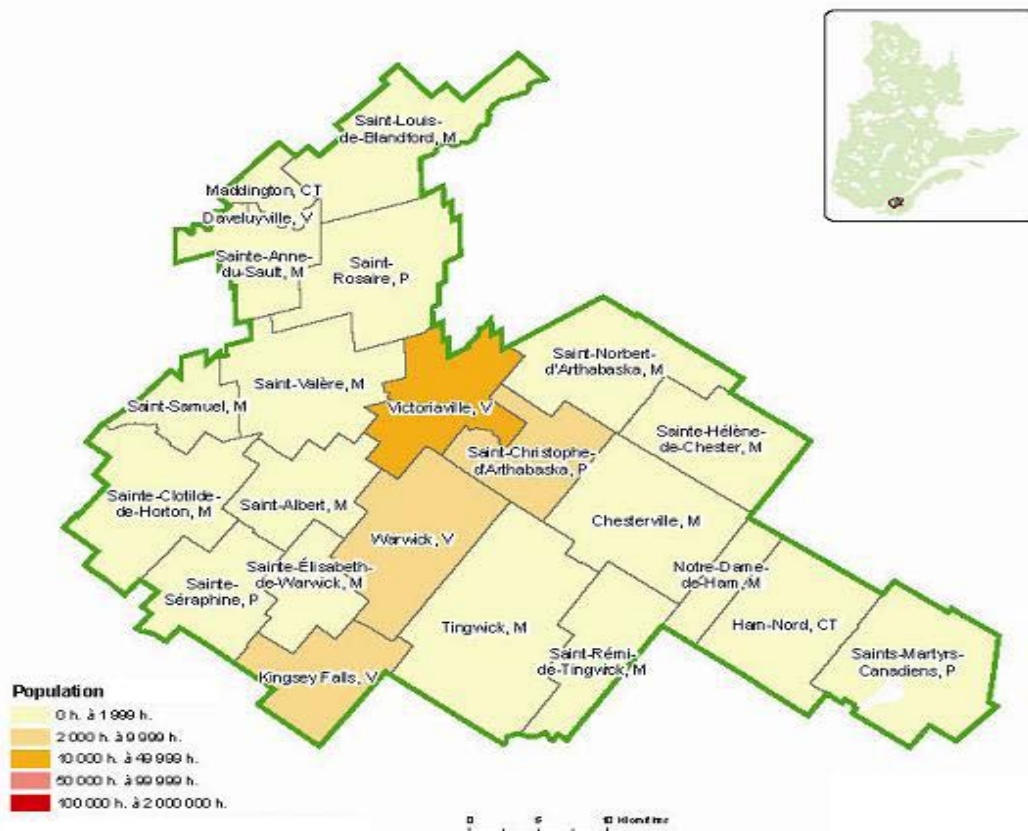 Saint-Louis-
de-Blandford, M
Maddington, CT
Daveluyville, V
Sainte-Anne-
du-Sault, M
Saint-
Rosaire, P
Saint-Norbert-
d'Arthabaska, M
Saint-Valère, M
Saint-Samuel, M
Victoriaville, V
Sainte-Hélène-
de-Chester, M
Saint-Christophe-
d'Arthabaska, P
Sainte-Clotilde-
de-Horton, M
Saint-Albert, M
Chesterville, M
Warwick, V
Sainte-Élisabeth-
de-Warwick, M
Notre-Dame-
de-Ham, M
Sainte-
Séraphine, P
Tingwick, M
Ham-Nord, CT
Saint-Rémi-
de-Tingwick, M
Saints-Martyrs-
Canadiens, P
Kingsey Falls, V
Population
0 h. à 1 999 h.
2 000 h. à 9 999 h.
10 000 h. à 49 999 h.
50 000 h. à 99 999 h.
100 000 h. à 2 000 000 h.
0 5 10 Kilomètres